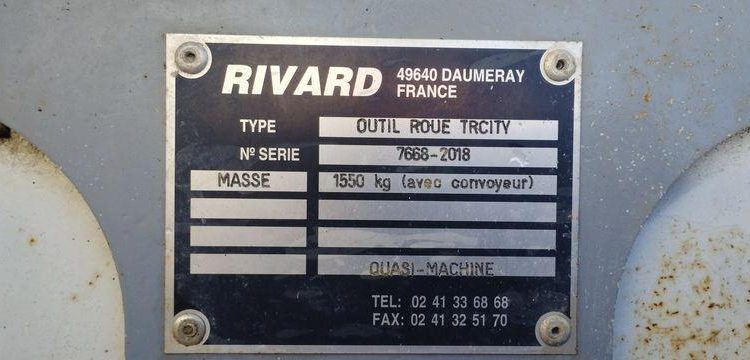 RIVARD 49640 DAUMERAY
FRANCE
TYPE OUTIL ROUE TRCITY
Nº SERIE 7668-2018
MASSE 1550 kg (avec convoyeur)
QUASI-MACHINE
TEL: 02 41 33 68 68
FAX: 02 41 32 51 70